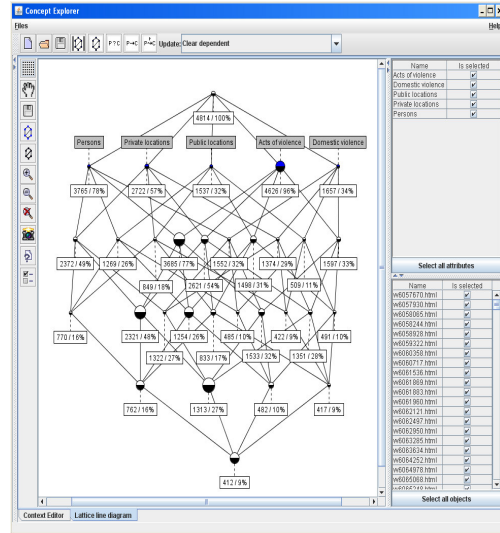 Concept Explorer
Files Help
P?C P→C P→C Update: Clear dependent
4814 / 100%
Persons Private locations Public locations Acts of violence Domestic violence
3765 / 78% 2722 / 57% 1537 / 32% 4626 / 96% 1657 / 34%
2372 / 49% 1269 / 26% 3685 / 77% 1552 / 32% 1374 / 29% 1597 / 33%
849 / 18% 2621 / 54% 1498 / 31% 509 / 11%
770 / 16% 2321 / 48% 1254 / 26% 485 / 10% 422 / 9% 491 / 10%
1322 / 27% 833 / 17% 1533 / 32% 1351 / 28%
762 / 16% 1313 / 27% 482 / 10% 417 / 9%
412 / 9%
Name Is selected
Acts of violence
Domestic violence
Public locations
Private locations
Persons
Select all attributes
Name Is selected
w6057670.html
w6057930.html
w6058065.html
w6058244.html
w6058928.html
w6059322.html
w6060358.html
w6060717.html
w6061536.html
w6061869.html
w6061883.html
w6061960.html
w6062121.html
w6062497.html
w6062950.html
w6063285.html
w6063634.html
w6064252.html
w6064978.html
w6065068.html
Select all objects
Context Editor Lattice line diagram